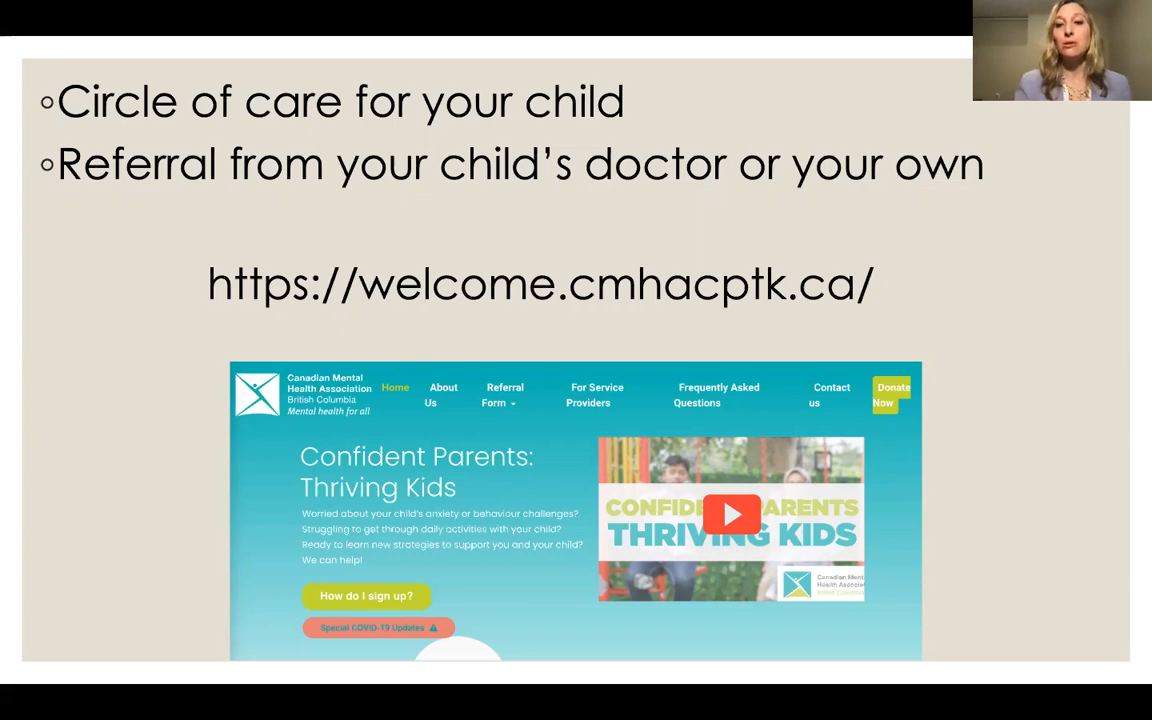 ◦Circle of care for your child
◦Referral from your child’s doctor or your own
https://welcome.cmhacptk.ca/
Canadian Mental
Health Association
British Columbia
Mental health for all
Home
About
Us
Referral
Form
For Service
Providers
Frequently Asked
Questions
Contact
us
Donate
Now
Confident Parents:
Thriving Kids
Worried about your child's anxiety or behaviour challenges?
Struggling to get through daily activities with your child?
Ready to learn new strategies to support you and your child?
We can help!
How do I sign up?
Special COVID-19 Updates
PARENTS
THRIVING KIDS
Canadian
Health
British